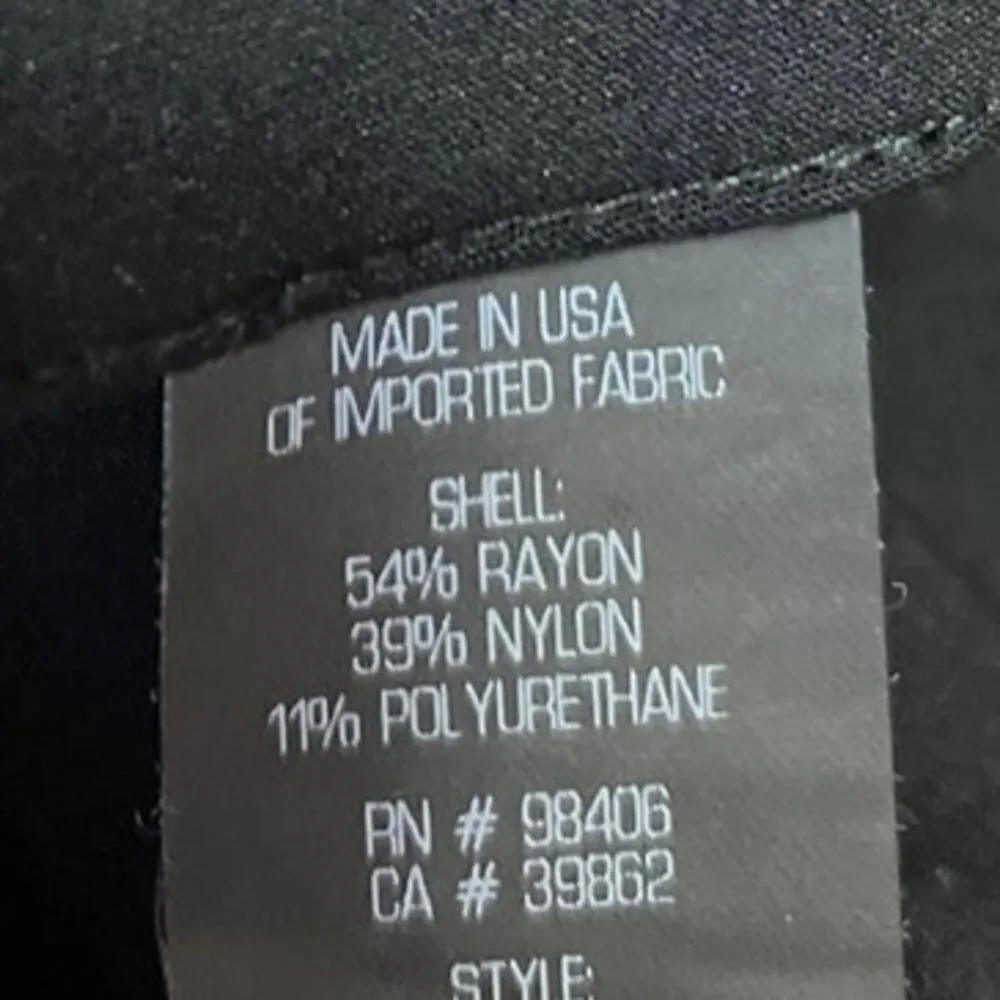 MADE IN USA
OF IMPORTED FABRIC
SHELL:
54% RAYON
39% NYLON
11% POLYURETHANE
RN # 98406
CA # 39862
STYLE: